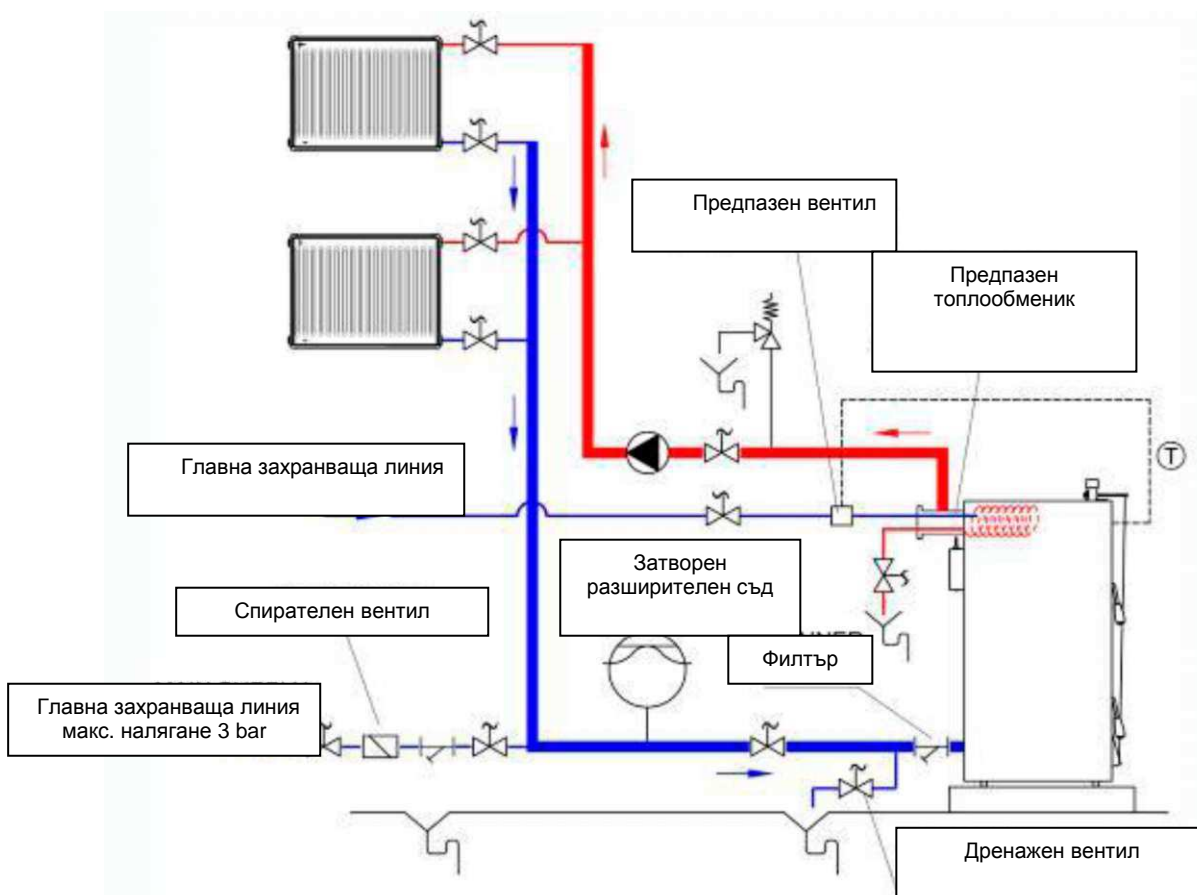 Предпазен вентил
Предпазен
топлообменик
T
Главна захранваща линия
Затворен
разширителен съд
Спирателен вентил
Филтър
Главна захранваща линия
макс. налягане 3 bar
Дренажен вентил